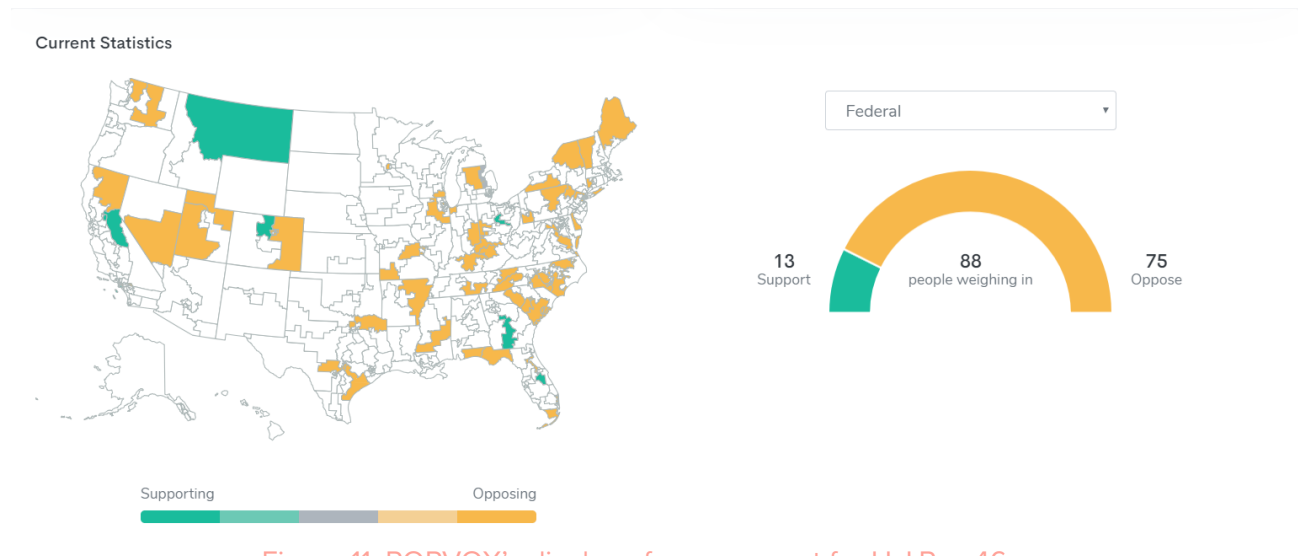 Current Statistics
Federal
13
Support
88
people weighing in
75
Oppose
Supporting
Opposing